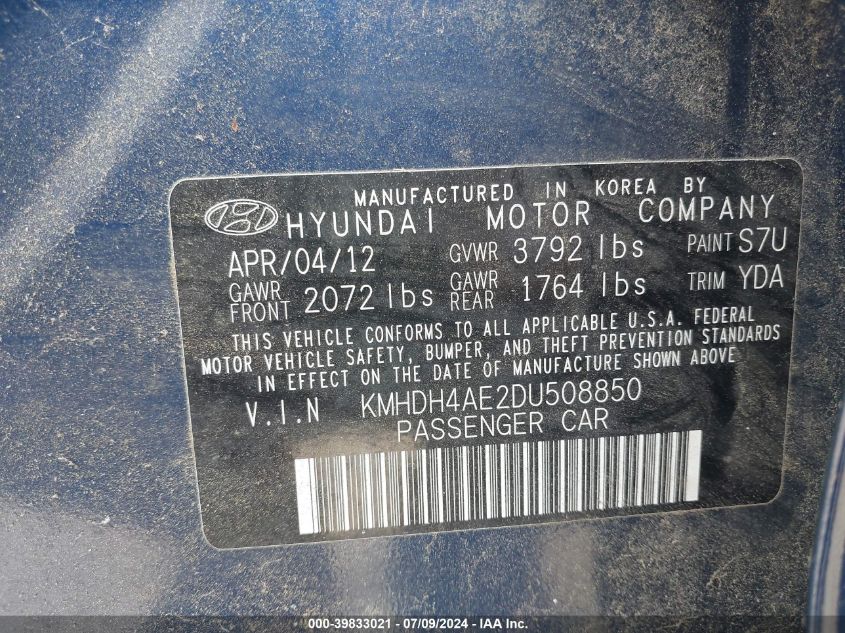 MANUFACTURED IN KOREA BY
HYUNDAI MOTOR COMPANY
APR/04/12 GVWR 3792 lbs PAINT S7U
GAWR FRONT 2072 lbs GAWR REAR 1764 lbs TRIM YDA
THIS VEHICLE CONFORMS TO ALL APPLICABLE U.S.A. FEDERAL
MOTOR VEHICLE SAFETY, BUMPER, AND THEFT PREVENTION STANDARDS
IN EFFECT ON THE DATE OF MANUFACTURE SHOWN ABOVE
V.I.N KMHDH4AE2DU508850
PASSENGER CAR
000-39833021 - 07/09/2024 - IAA Inc.